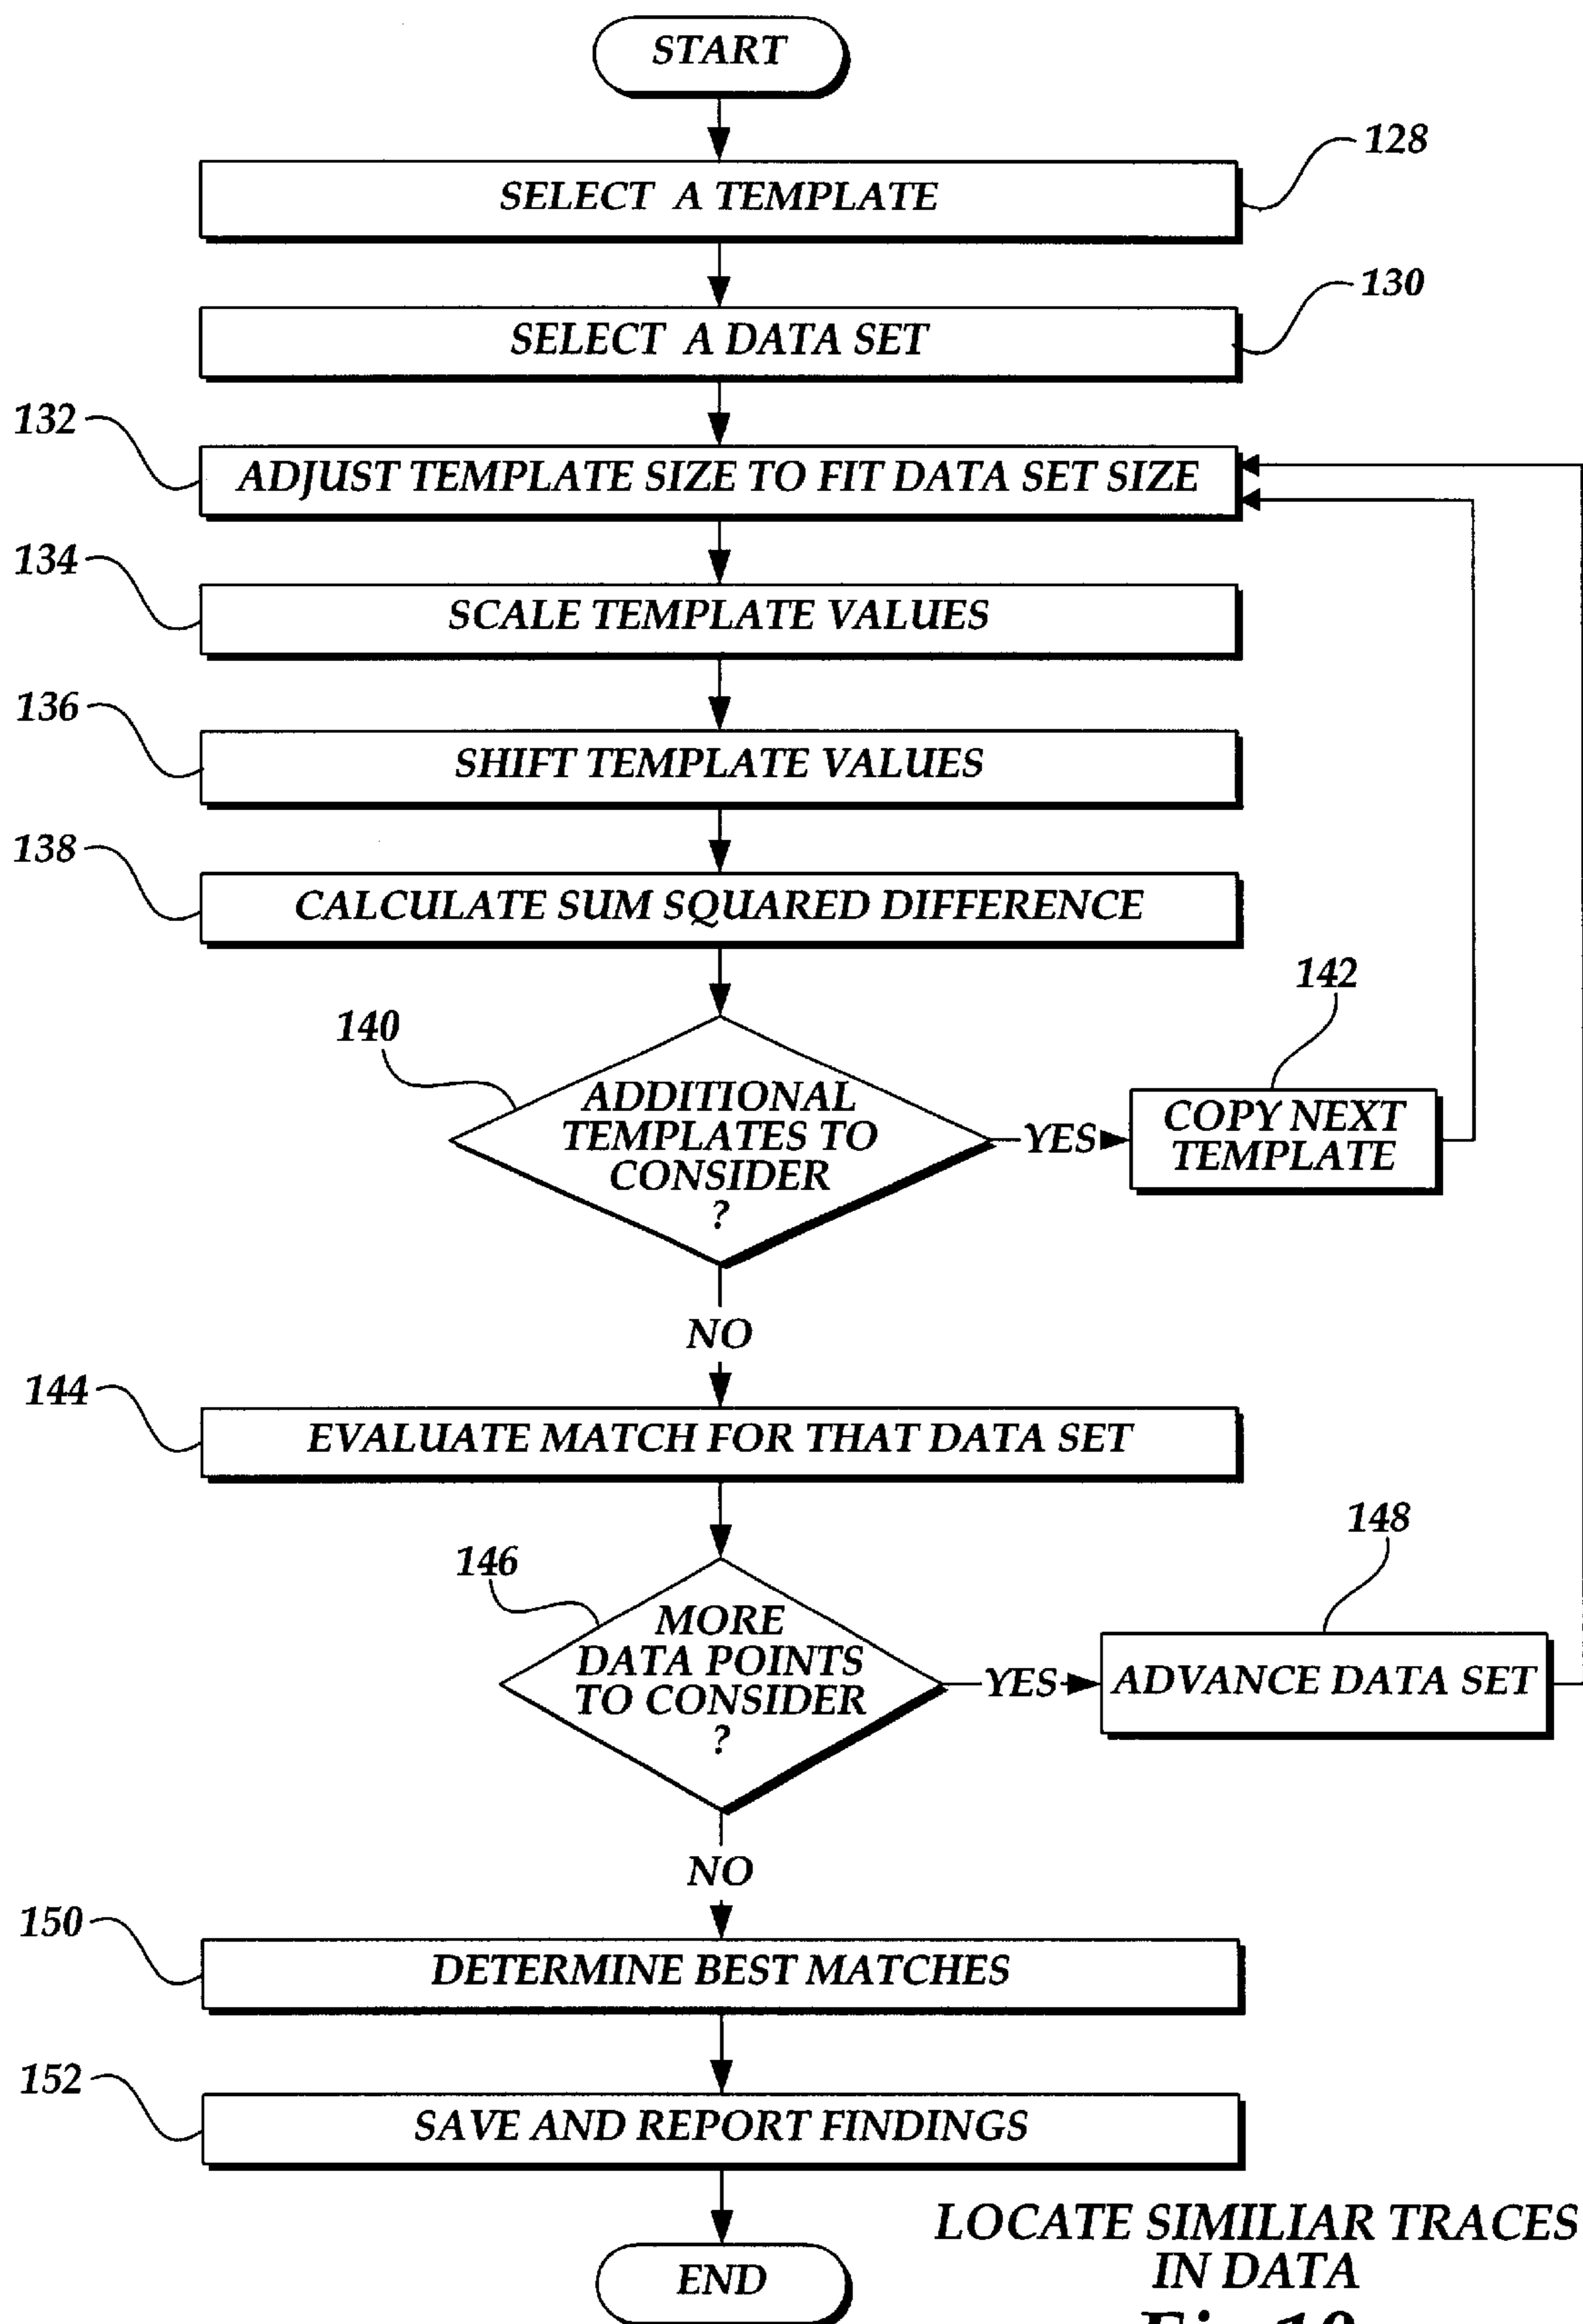 START
128
SELECT A TEMPLATE
130
SELECT A DATA SET
132
ADJUST TEMPLATE SIZE TO FIT DATA SET SIZE
134
SCALE TEMPLATE VALUES
136
SHIFT TEMPLATE VALUES
138
CALCULATE SUM SQUARED DIFFERENCE
140
ADDITIONAL
TEMPLATES TO
CONSIDER
?
YES
142
COPY NEXT
TEMPLATE
NO
144
EVALUATE MATCH FOR THAT DATA SET
146
MORE
DATA POINTS
TO CONSIDER
?
YES
148
ADVANCE DATA SET
NO
150
DETERMINE BEST MATCHES
152
SAVE AND REPORT FINDINGS
END
LOCATE SIMILIAR TRACES
IN DATA